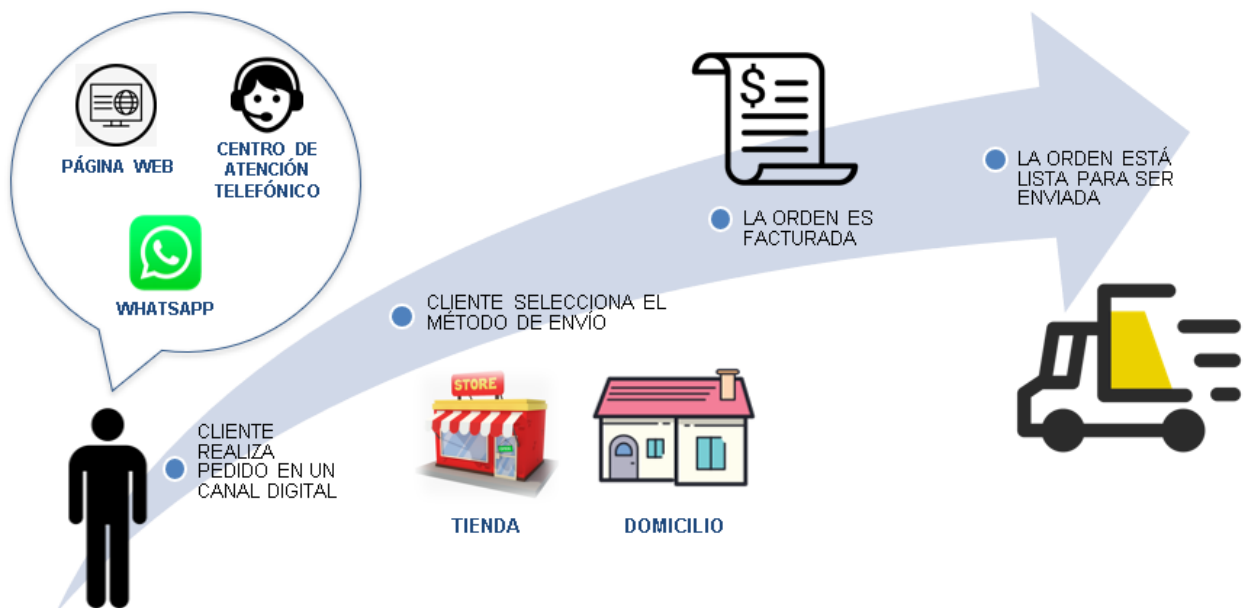 PÁGINA WEB
CENTRO DE
ATENCIÓN
TELEFÓNICO
WHATSAPP
CLIENTE
REALIZA
PEDIDO EN UN
CANAL DIGITAL
CLIENTE SELECCIONA EL
MÉTODO DE ENVÍO
STORE
TIENDA
DOMICILIO
$
LA ORDEN ES
FACTURADA
LA ORDEN ESTÁ
LISTA PARA SER
ENVIADA